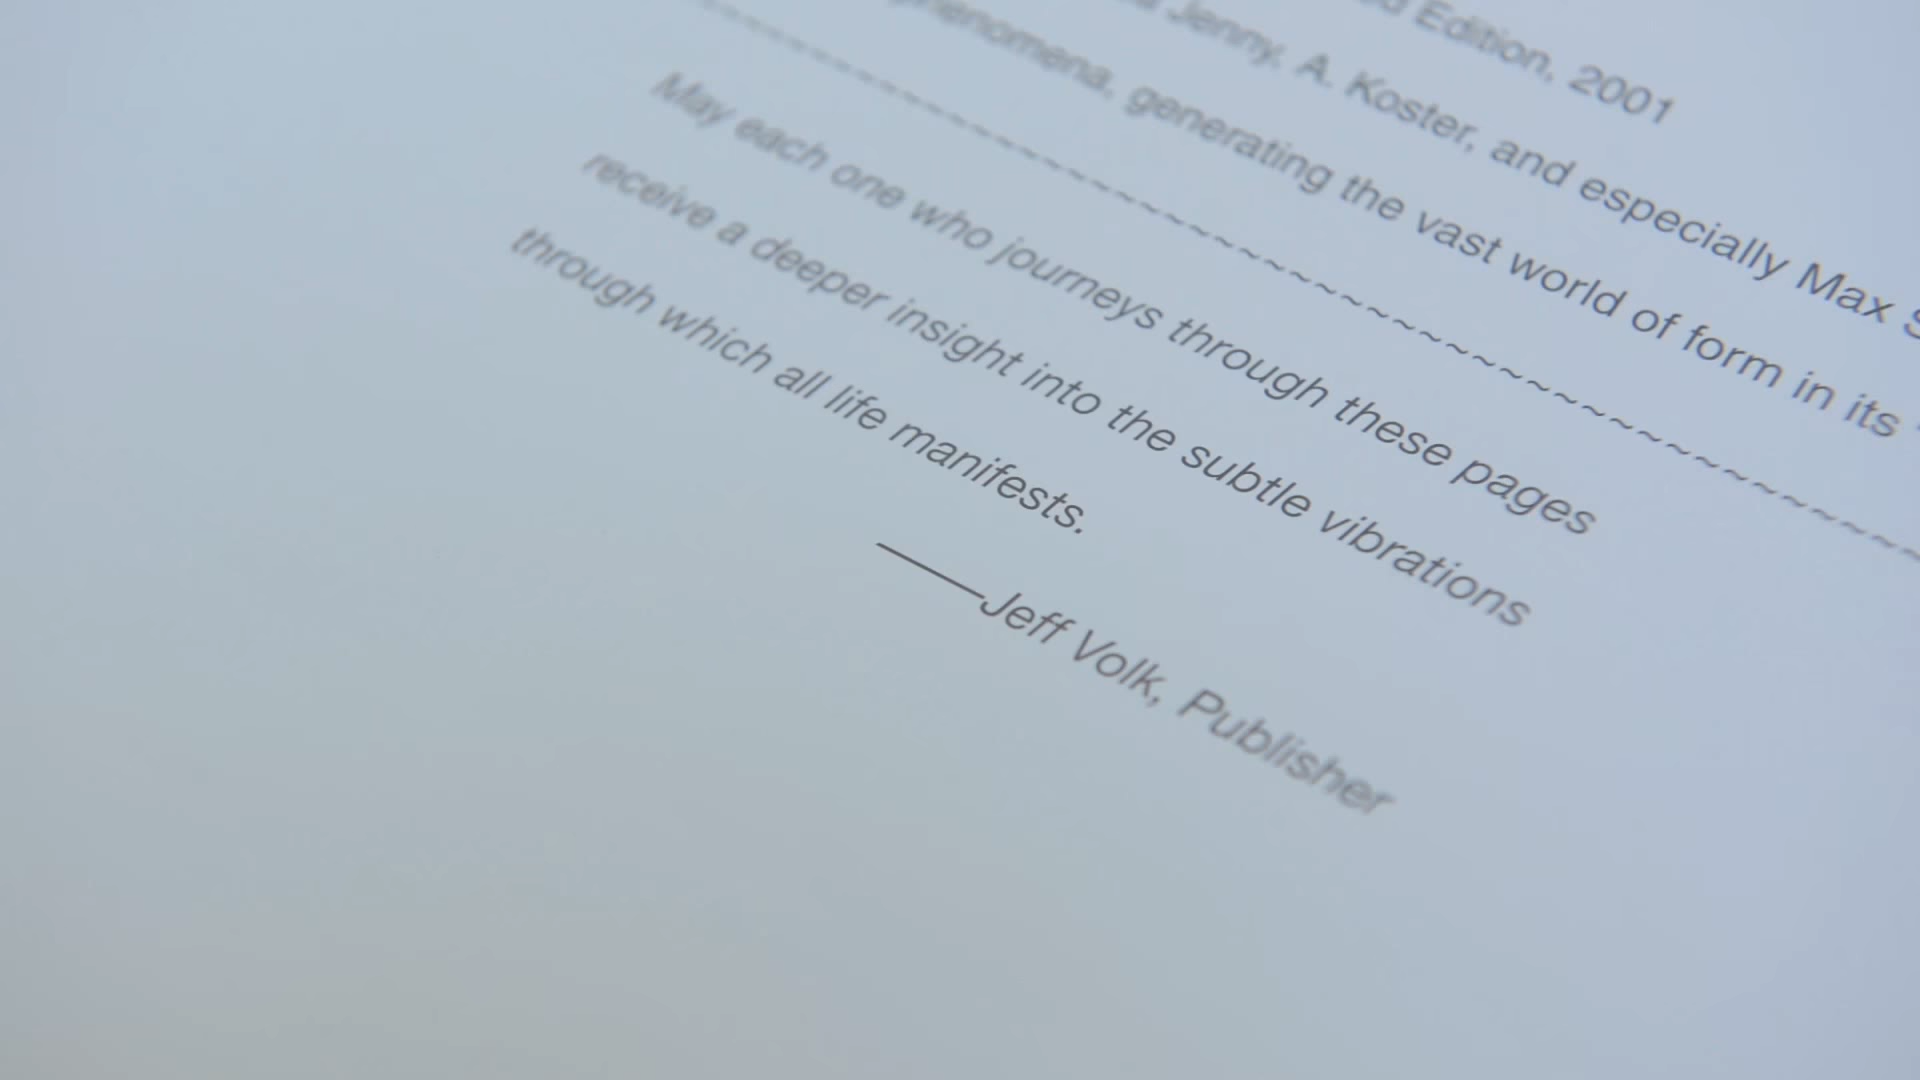 Edition, 2001
Jenny, A. Koster, and especially Max
phenomena, generating the vast world of form in its
~~~~~~~~~~~~~~~~~~~~~~~~~~~~~~~~~~~~~~~~~~~~~~~~
May each one who journeys through these pages
receive a deeper insight into the subtle vibrations
through which all life manifests.
——Jeff Volk, Publisher